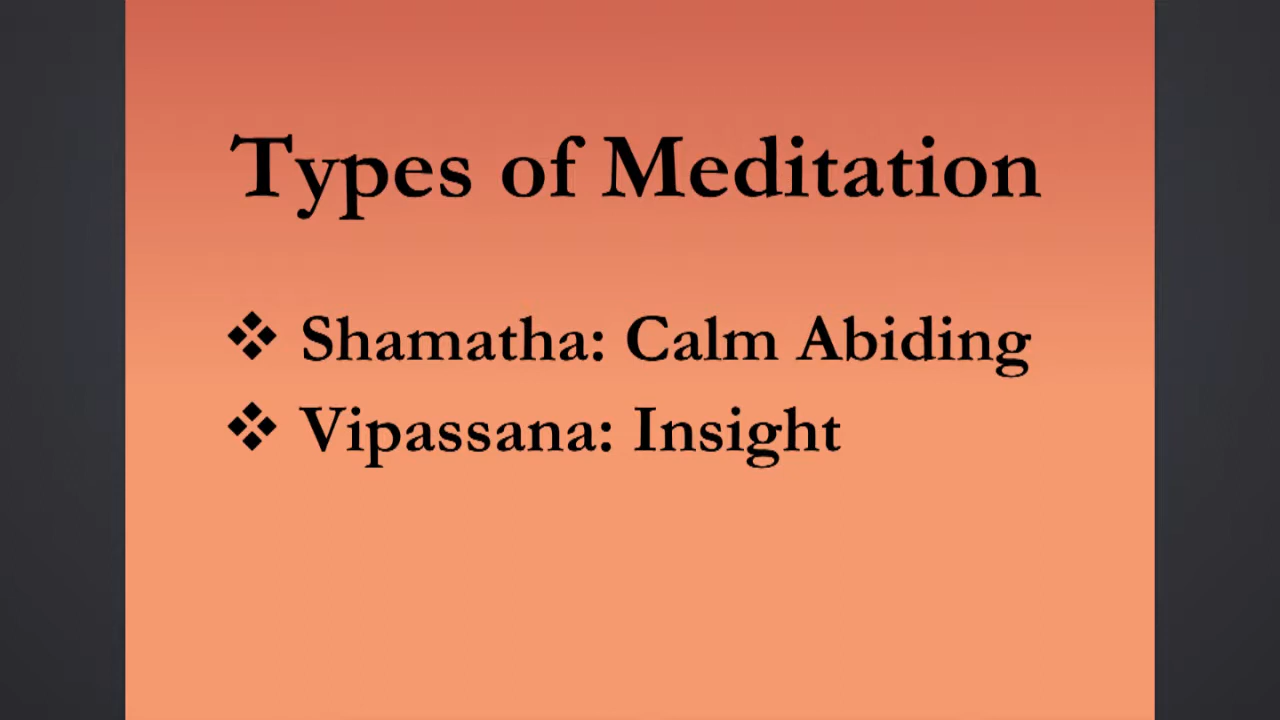 Types of Meditation
❖ Shamatha: Calm Abiding
❖ Vipassana: Insight